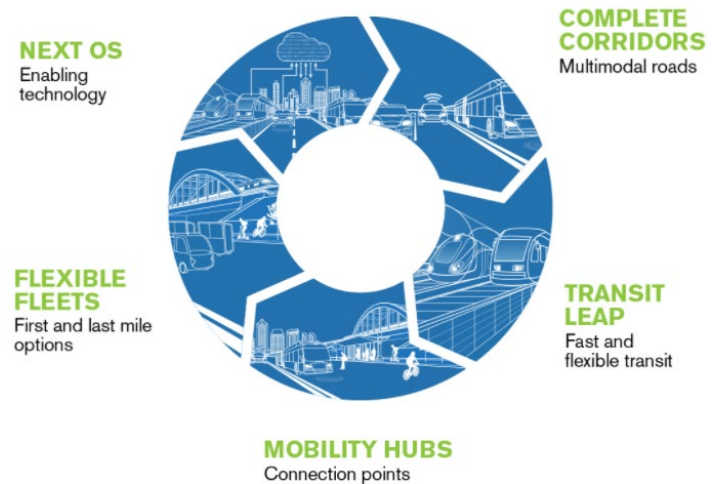 NEXT OS
Enabling
technology
COMPLETE
CORRIDORS
Multimodal roads
FLEXIBLE
FLEETS
First and last mile
options
TRANSIT
LEAP
Fast and
flexible transit
MOBILITY HUBS
Connection points